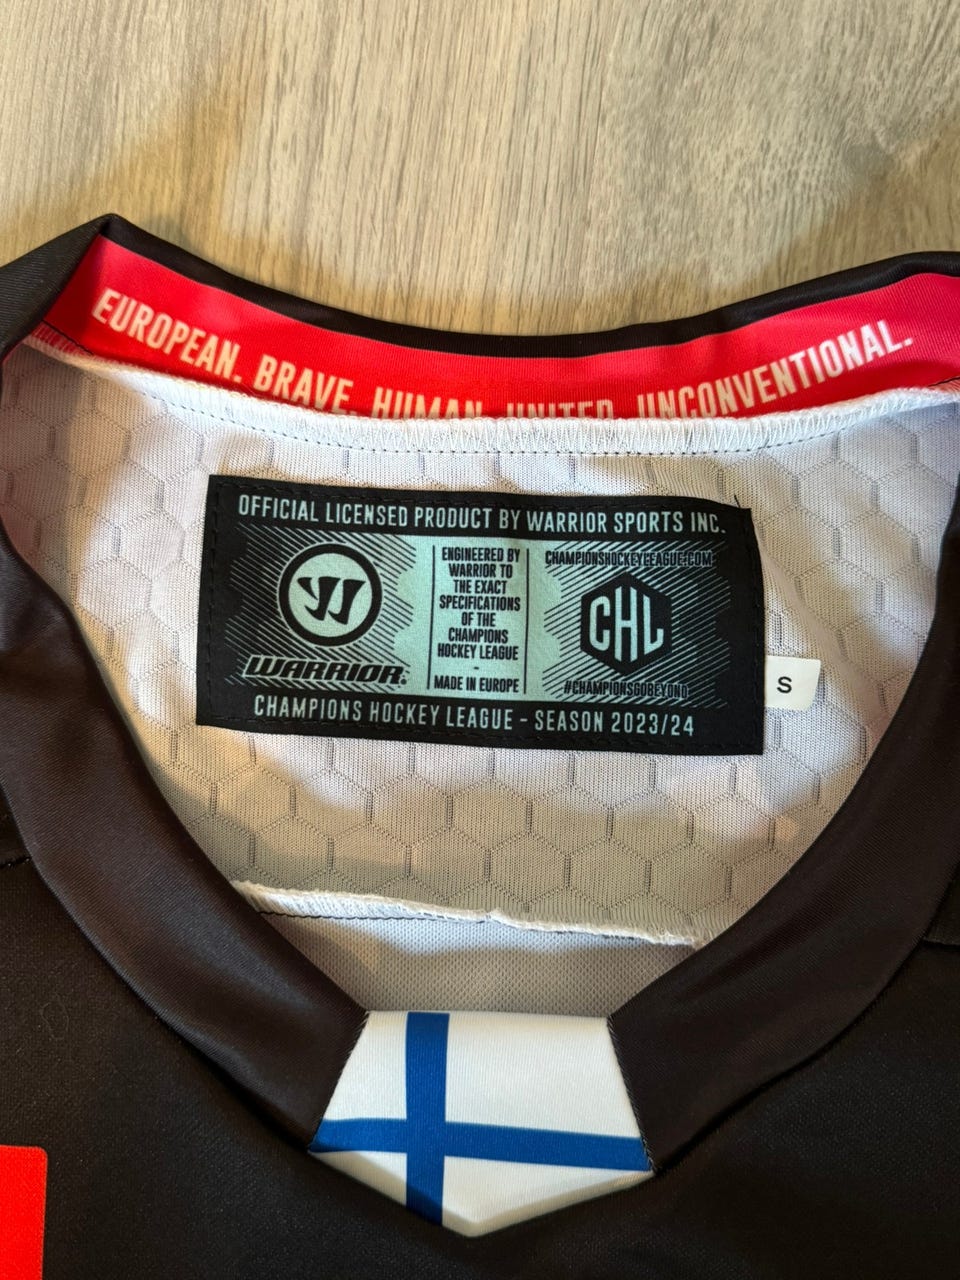 EUROPEAN. BRAVE. HUMAN. UNITED. UNCONVENTIONAL.
OFFICIAL LICENSED PRODUCT BY WARRIOR SPORTS INC.
WARRIOR
ENGINEERED BY
WARRIOR TO
THE EXACT
SPECIFICATIONS
OF THE
CHAMPIONS
HOCKEY LEAGUE
-
MADE IN EUROPE
CHAMPIONSHOCKEYLEAGUE.COM
CHL
#CHAMPIONSGOBEYOND
CHAMPIONS HOCKEY LEAGUE - SEASON 2023/24
S